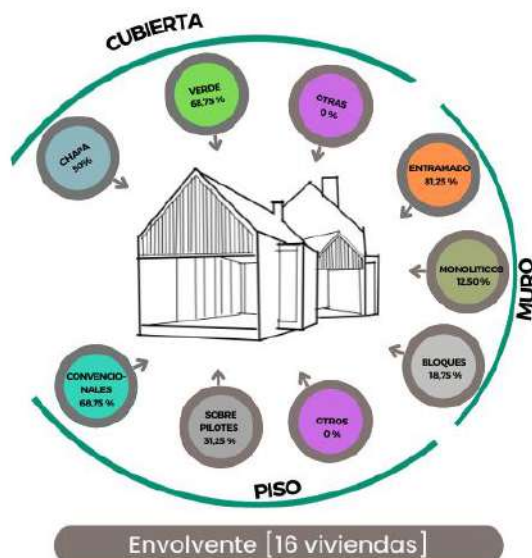 CUBIERTA
VERDE
68,75 %
OTRAS
0 %
CHAPA
50%
ENTRAMADO
81,25 %
MONOLITICOS
12,50 %
MURO
BLOQUES
18,75 %
CONVENCIO-
NALES
68,75 %
SOBRE
PILOTES
31,25 %
OTROS
0 %
PISO
Envolvente [16 viviendas]